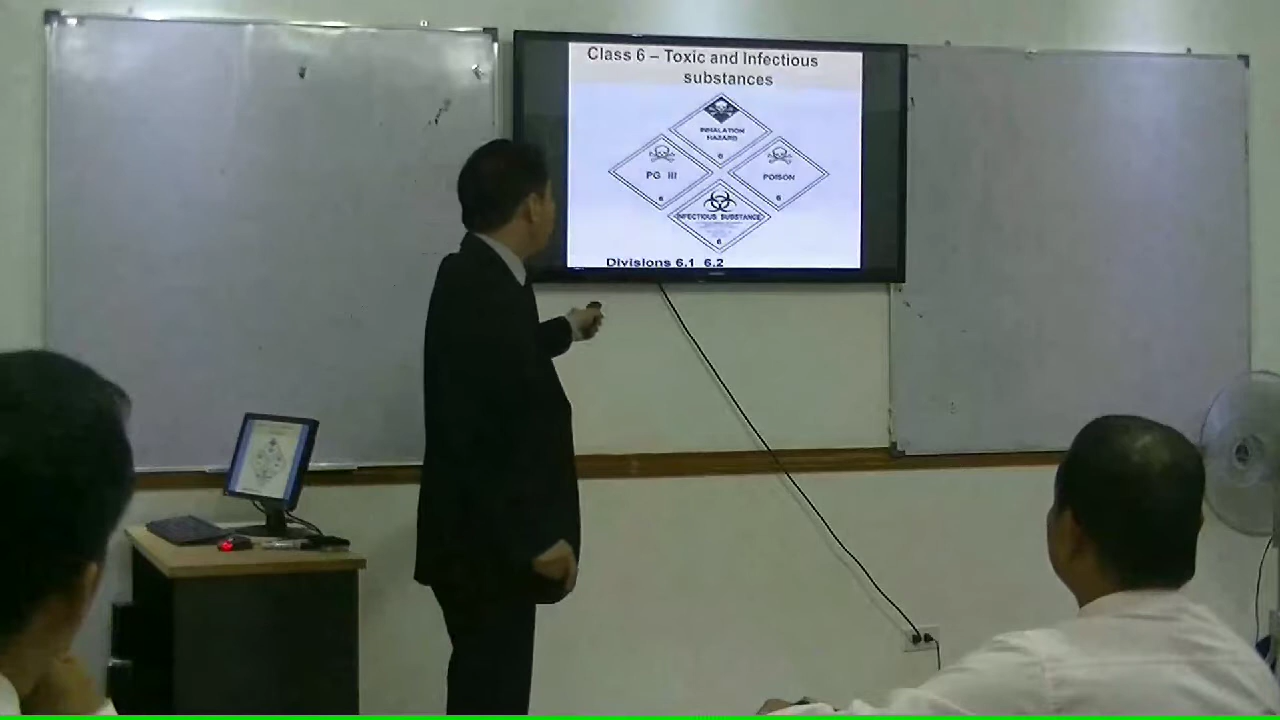 Class 6 – Toxic and Infectious
substances
INHALATION
HAZARD
6
PG III
6
POISON
6
INFECTIOUS SUBSTANCE
6
Divisions 6.1 6.2